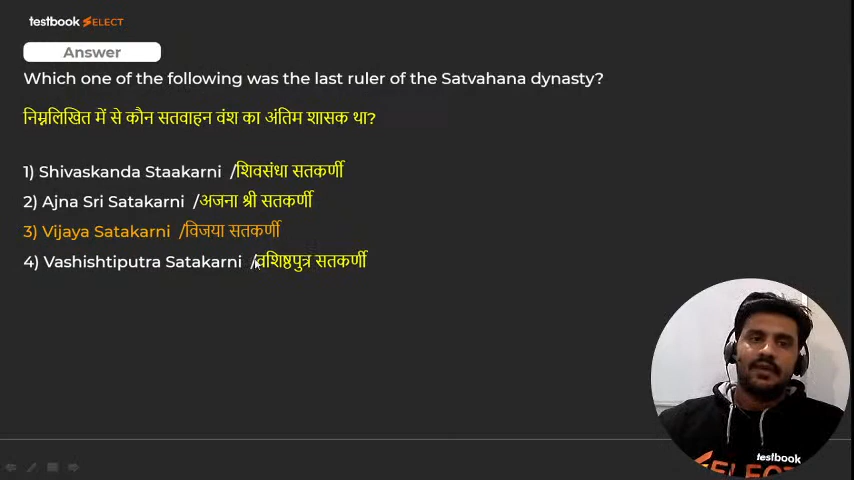 testbook SELECT
Answer
Which one of the following was the last ruler of the Satvahana dynasty?
निम्नलिखित में से कौन सतवाहन वंश का अंतिम शासक था?
1) Shivaskanda Staakarni /शिवसंधा सतकर्णी
2) Ajna Sri Satakarni /अजना श्री सतकर्णी
3) Vijaya Satakarni /विजया सतकर्णी
4) Vashishtiputra Satakarni /वशिष्ठपुत्र सतकर्णी
testbook
SELECT